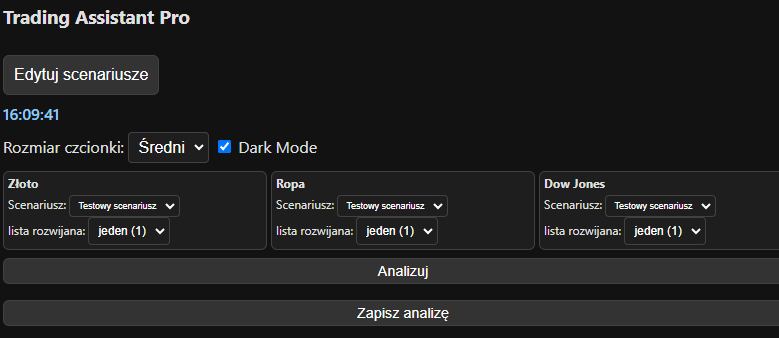 Trading Assistant Pro
Edytuj scenariusze
16:09:41
Rozmiar czcionki: Średni Dark Mode
Złoto
Scenariusz: Testowy scenariusz
lista rozwijana: jeden (1)
Ropa
Scenariusz: Testowy scenariusz
lista rozwijana: jeden (1)
Dow Jones
Scenariusz: Testowy scenariusz
lista rozwijana: jeden (1)
Analizuj
Zapisz analizę